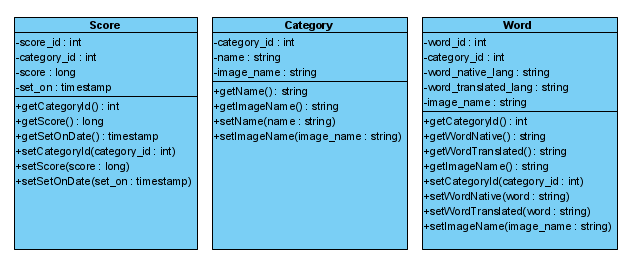 Score
-score_id : int
-category_id : int
-score : long
-set_on : timestamp
+getCategoryId() : int
+getScore() : long
+getSetOnDate() : timestamp
+setCategoryId(category_id : int)
+setScore(score : long)
+setSetOnDate(set_on : timestamp)
Category
-category_id : int
-name : string
-image_name : string
+getName() : string
+getImageName() : string
+setName(name : string)
+setImageName(image_name : string)
Word
-word_id : int
-category_id : int
-word_native_lang : string
-word_translated_lang : string
-image_name : string
+getCategoryId() : int
+getWordNative() : string
+getWordTranslated() : string
+getImageName() : string
+setCategoryId(category_id : int)
+setWordNative(word : string)
+setWordTranslated(word : string)
+setImageName(image_name : string)